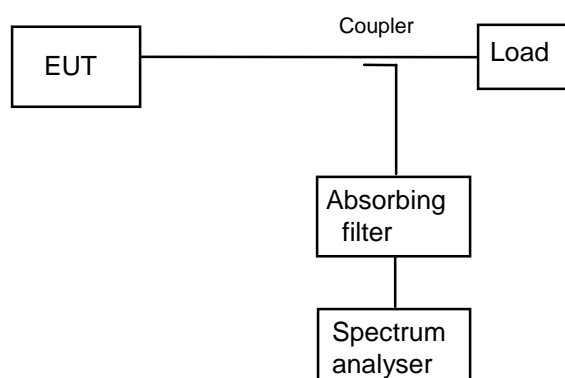 Coupler
EUT
Load
Absorbing
filter
Spectrum
analyser